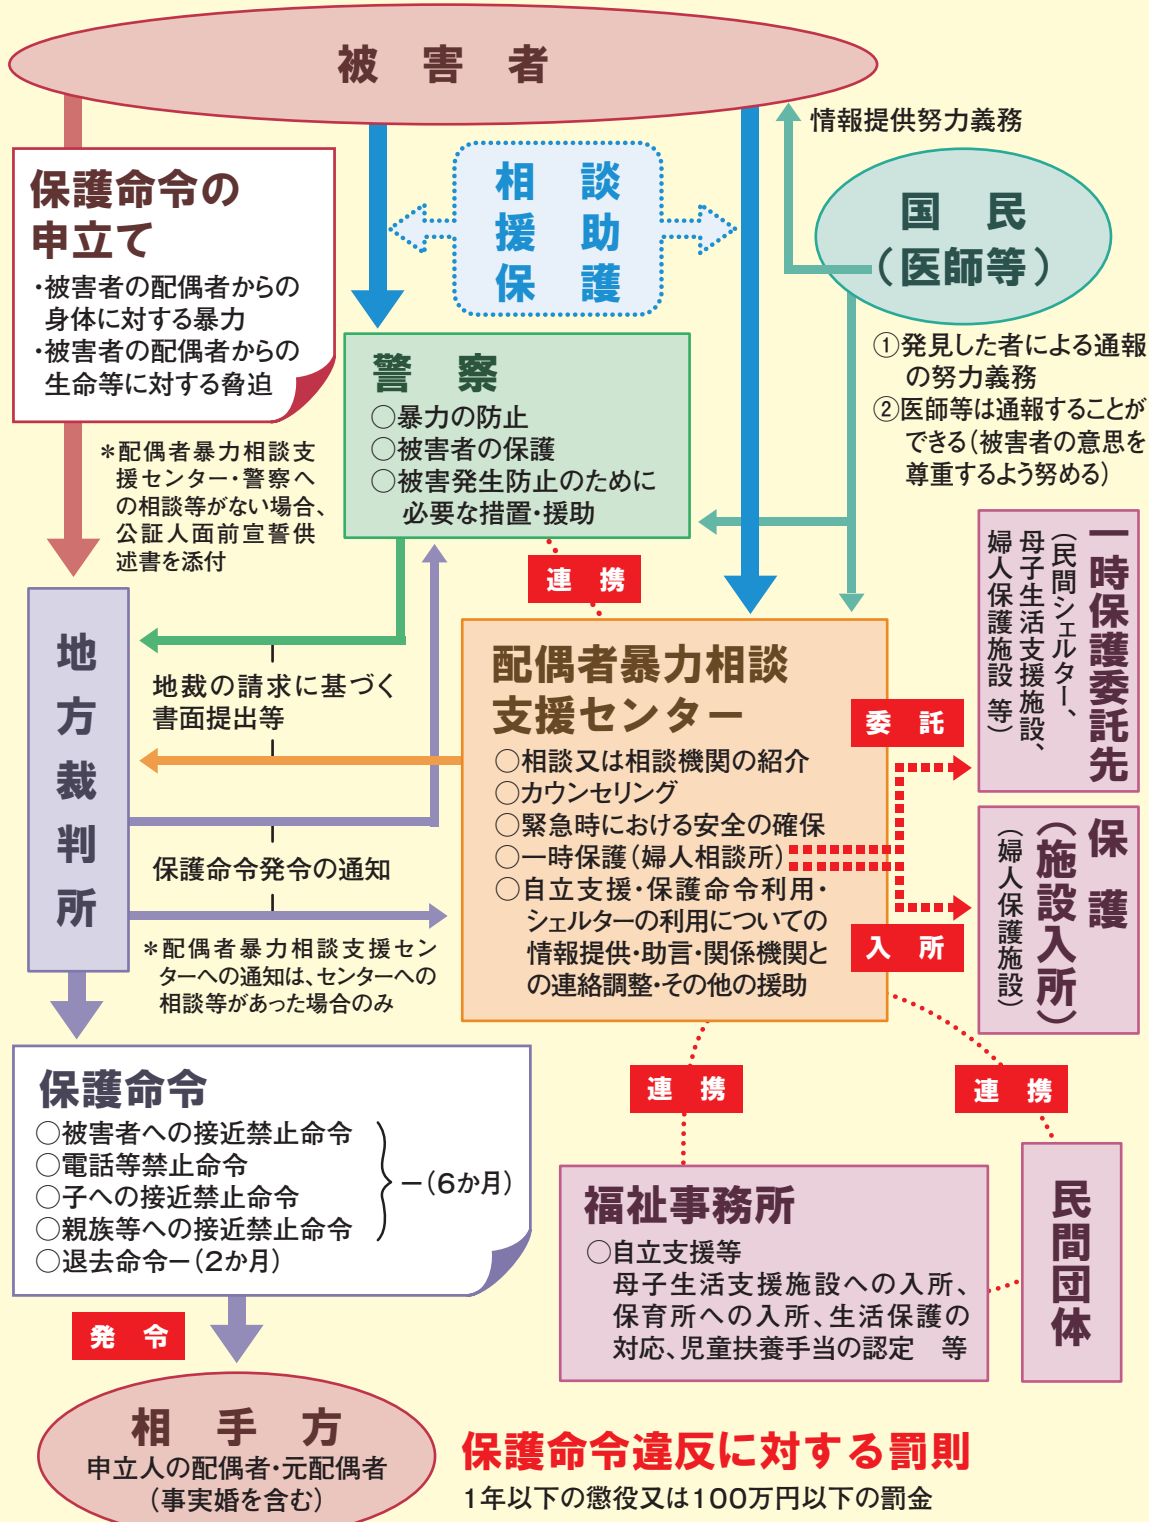 被害者
情報提供努力義務
保護命令の
申立て
・被害者の配偶者からの
身体に対する暴力
・被害者の配偶者からの
生命等に対する脅迫
相談
援助
保護
国民
（医師等）
①発見した者による通報
の努力義務
②医師等は通報することが
できる（被害者の意思を
尊重するよう努める）
警察
○暴力の防止
○被害者の保護
○被害発生防止のために
必要な措置・援助
＊配偶者暴力相談支
援センター・警察へ
の相談等がない場合、
公証人面前宣誓供
述書を添付
連携
地方裁判所
地裁の請求に基づく
書面提出等
保護命令発令の通知
＊配偶者暴力相談支援セン
ターへの通知は、センターへの
相談等があった場合のみ
配偶者暴力相談
支援センター
○相談又は相談機関の紹介
○カウンセリング
○緊急時における安全の確保
○一時保護（婦人相談所）
○自立支援・保護命令利用・
シェルターの利用についての
情報提供・助言・関係機関と
の連絡調整・その他の援助
委託
入所
一時保護委託先
（民間シェルター、
母子生活支援施設、
婦人保護施設 等）
保護
（施設入所）
（婦人保護施設）
連携
連携
保護命令
○被害者への接近禁止命令
○電話等禁止命令
○子への接近禁止命令
○親族等への接近禁止命令
ー（6か月）
○退去命令ー（2か月）
福祉事務所
○自立支援等
母子生活支援施設への入所、
保育所への入所、生活保護の
対応、児童扶養手当の認定　等
民間団体
発令
相手方
申立人の配偶者・元配偶者
（事実婚を含む）
保護命令違反に対する罰則
1年以下の懲役又は100万円以下の罰金